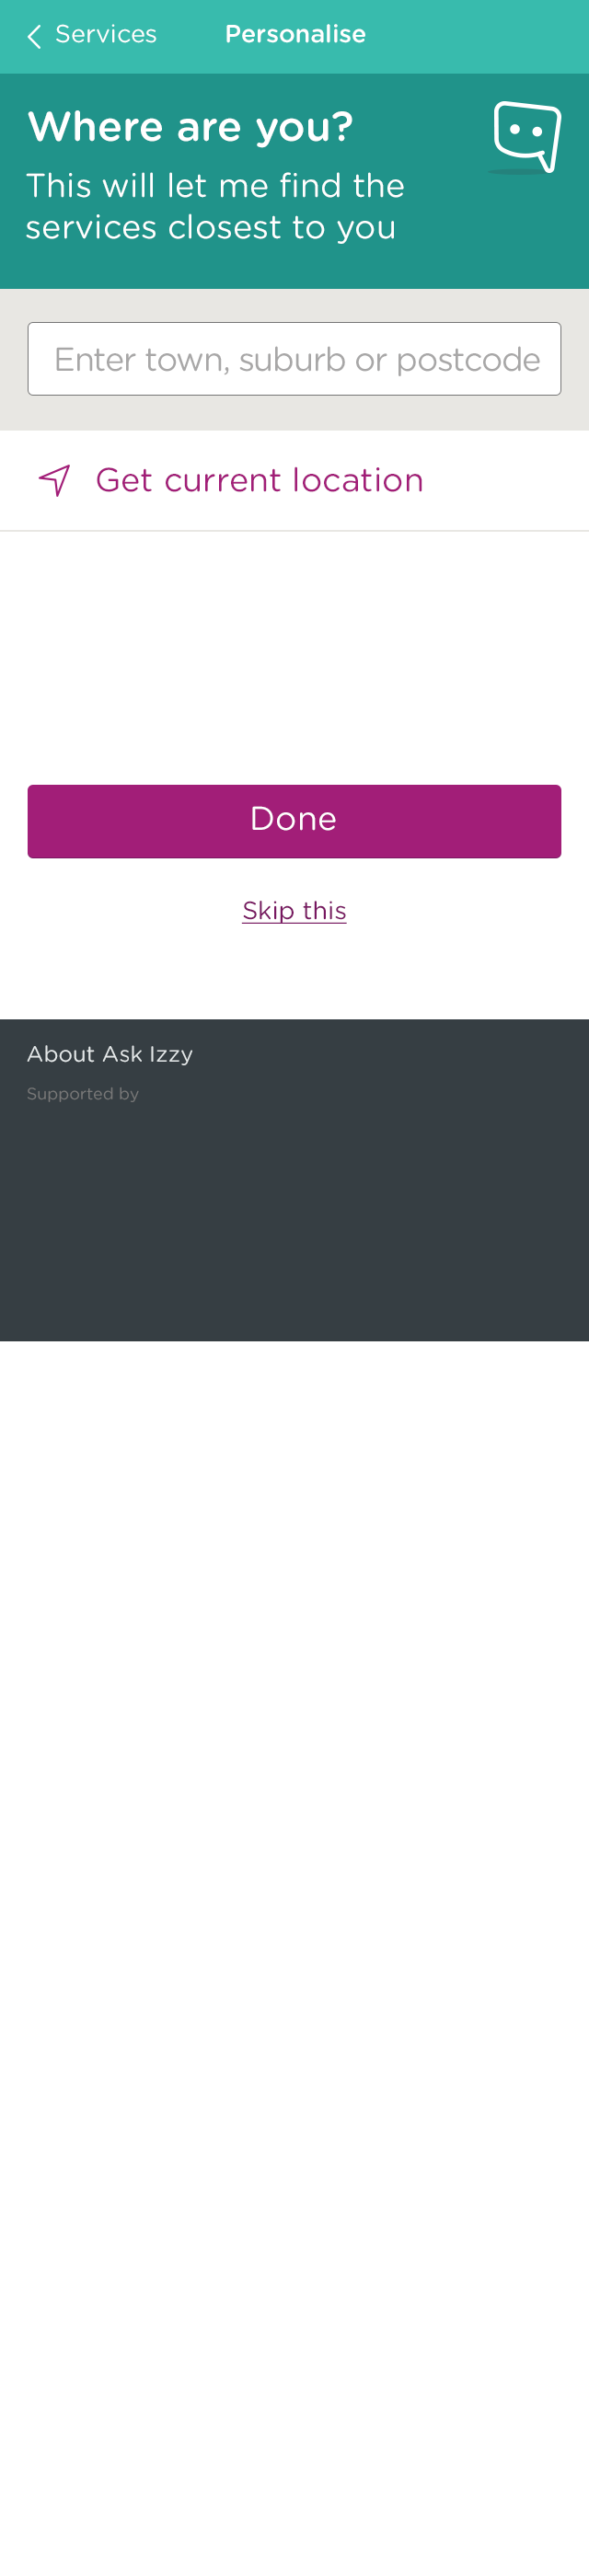 Services
Personalise
Where are you?
This will let me find the
services closest to you
Enter town, suburb or postcode
Get current location
Done
Skip this
About Ask Izzy
Supported by